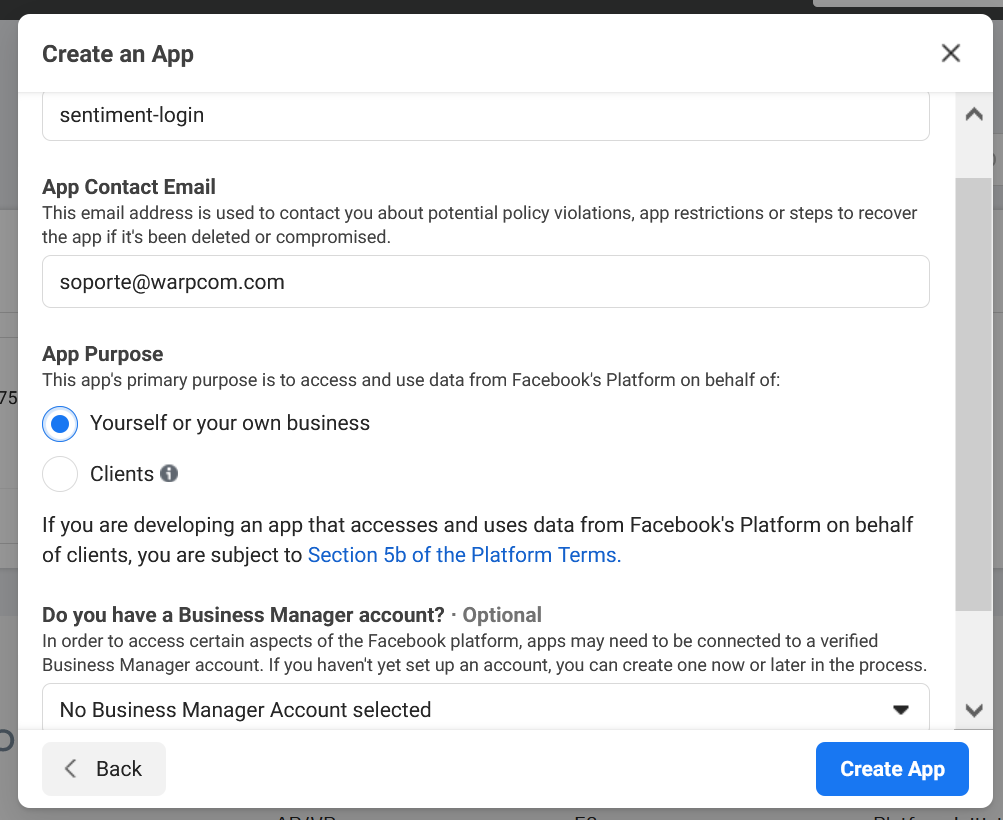 Create an App
sentiment-login
App Contact Email
This email address is used to contact you about potential policy violations, app restrictions or steps to recover
the app if it's been deleted or compromised.
soporte@warpcom.com
App Purpose
This app's primary purpose is to access and use data from Facebook's Platform on behalf of:
75
Yourself or your own business
Clients
If you are developing an app that accesses and uses data from Facebook's Platform on behalf
of clients, you are subject to Section 5b of the Platform Terms.
Do you have a Business Manager account? · Optional
In order to access certain aspects of the Facebook platform, apps may need to be connected to a verified
Business Manager account. If you haven't yet set up an account, you can create one now or later in the process.
No Business Manager Account selected
Back
Create App